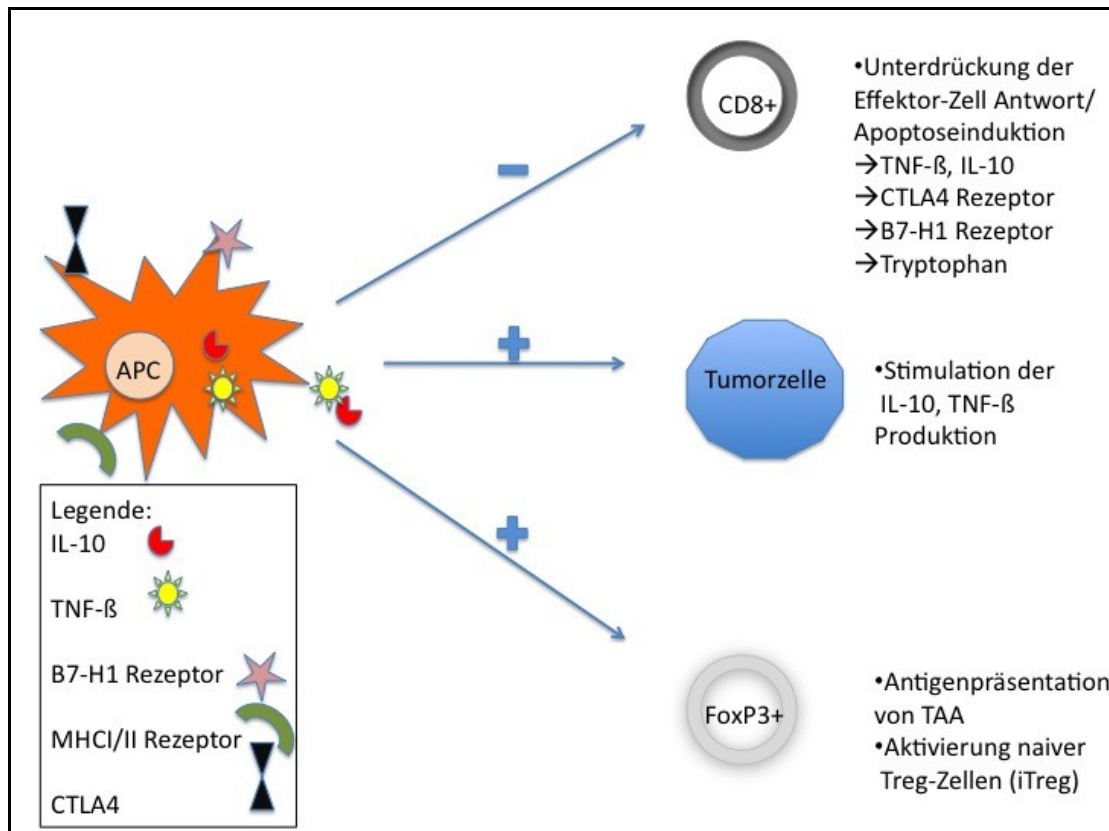 CD8+
•Unterdrückung der
Effektor-Zell Antwort/
Apoptoseinduktion
→TNF-ß, IL-10
→CTLA4 Rezeptor
→B7-H1 Rezeptor
→Tryptophan
APC
Tumorzelle
•Stimulation der
IL-10, TNF-ß
Produktion
Legende:
IL-10
TNF-ß
B7-H1 Rezeptor
MHCI/II Rezeptor
CTLA4
FoxP3+
•Antigenpräsentation
von TAA
•Aktivierung naiver
Treg-Zellen (iTreg)